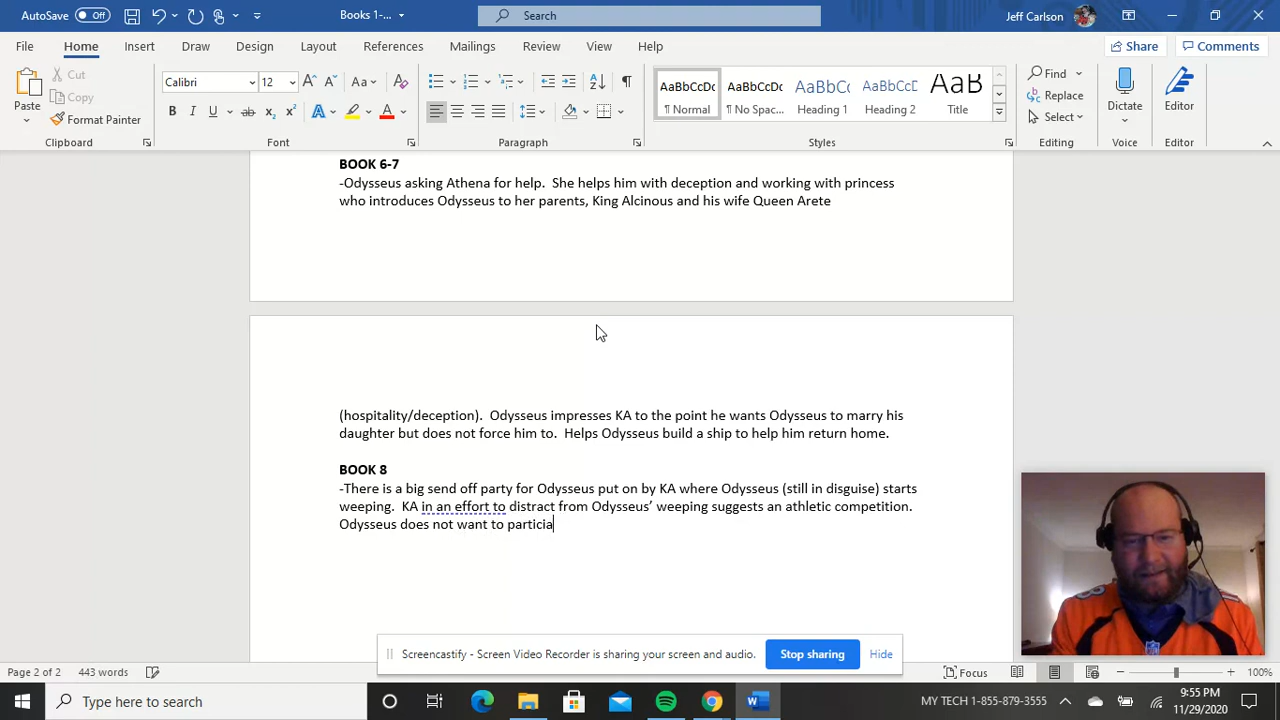 AutoSave Off Books 1-... Search Jeff Carlson
File Home Insert Draw Design Layout References Mailings Review View Help Share Comments
Paste Cut Copy Format Painter Clipboard
Calibri 12 Font
Paragraph
AaBbCcDc ¶ Normal AaBbCcDc ¶ No Spac... AaBbCc Heading 1 AaBbCcD Heading 2 AaB Title Styles
Find Replace Select Editing
Dictate Voice
Editor Editor
BOOK 6-7
-Odysseus asking Athena for help. She helps him with deception and working with princess
who introduces Odysseus to her parents, King Alcinous and his wife Queen Arete
(hospitality/deception). Odysseus impresses KA to the point he wants Odysseus to marry his
daughter but does not force him to. Helps Odysseus build a ship to help him return home.
BOOK 8
-There is a big send off party for Odysseus put on by KA where Odysseus (still in disguise) starts
weeping. KA in an effort to distract from Odysseus' weeping suggests an athletic competition.
Odysseus does not want to particia
Screencastify - Screen Video Recorder is sharing your screen and audio. Stop sharing Hide
Page 2 of 2 443 words Focus 100%
Type here to search MY TECH 1-855-879-3555 9:55 PM
11/29/2020